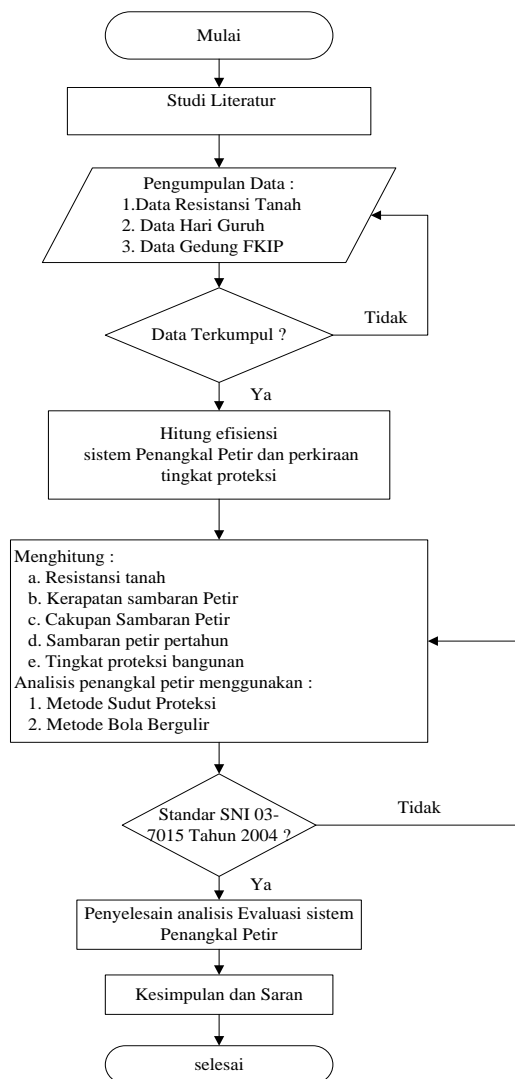 Mulai
Studi Literatur
Pengumpulan Data :
1.Data Resistansi Tanah
2. Data Hari Guruh
3. Data Gedung FKIP
Data Terkumpul ?
Tidak
Ya
Hitung efisiensi
sistem Penangkal Petir dan perkiraan
tingkat proteksi
Menghitung :
a. Resistansi tanah
b. Kerapatan sambaran Petir
c. Cakupan Sambaran Petir
d. Sambaran petir pertahun
e. Tingkat proteksi bangunan
Analisis penangkal petir menggunakan :
1. Metode Sudut Proteksi
2. Metode Bola Bergulir
Standar SNI 03-
7015 Tahun 2004 ?
Tidak
Ya
Penyelesain analisis Evaluasi sistem
Penangkal Petir
Kesimpulan dan Saran
selesai